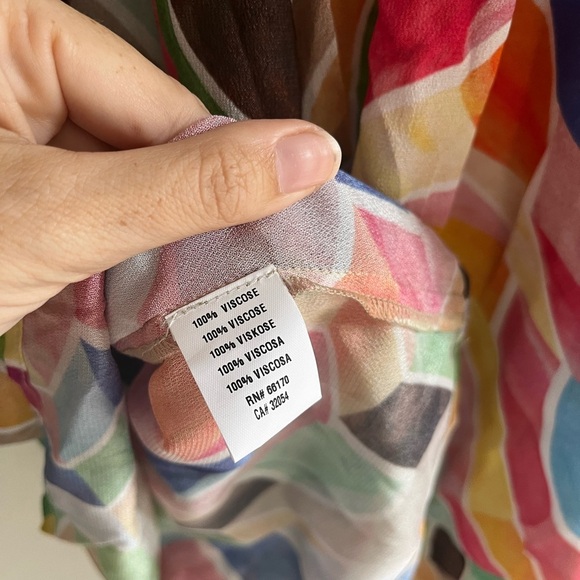 100% VISCOSE
100% VISCOSE
100% VISKOSE
100% VISCOSA
100% VISCOSA
RN# 66170
CA# 32054